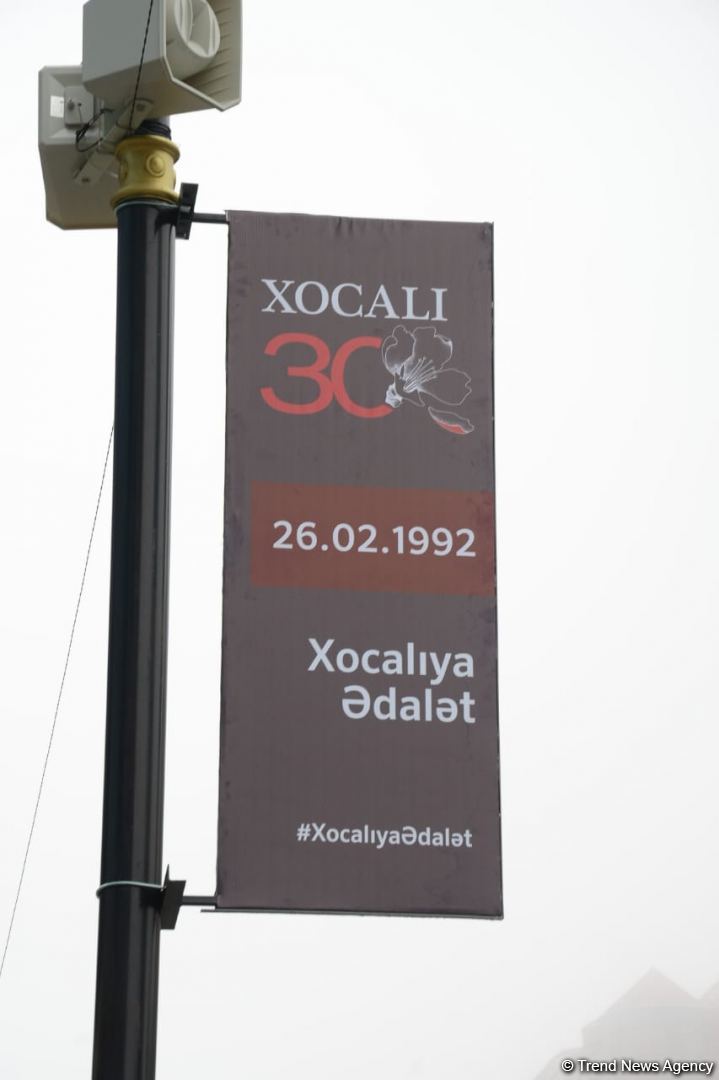 XOCALI
30
26.02.1992
Xocalıya
Ədalət
#XocalıyaƏdalət
© Trend News Agency